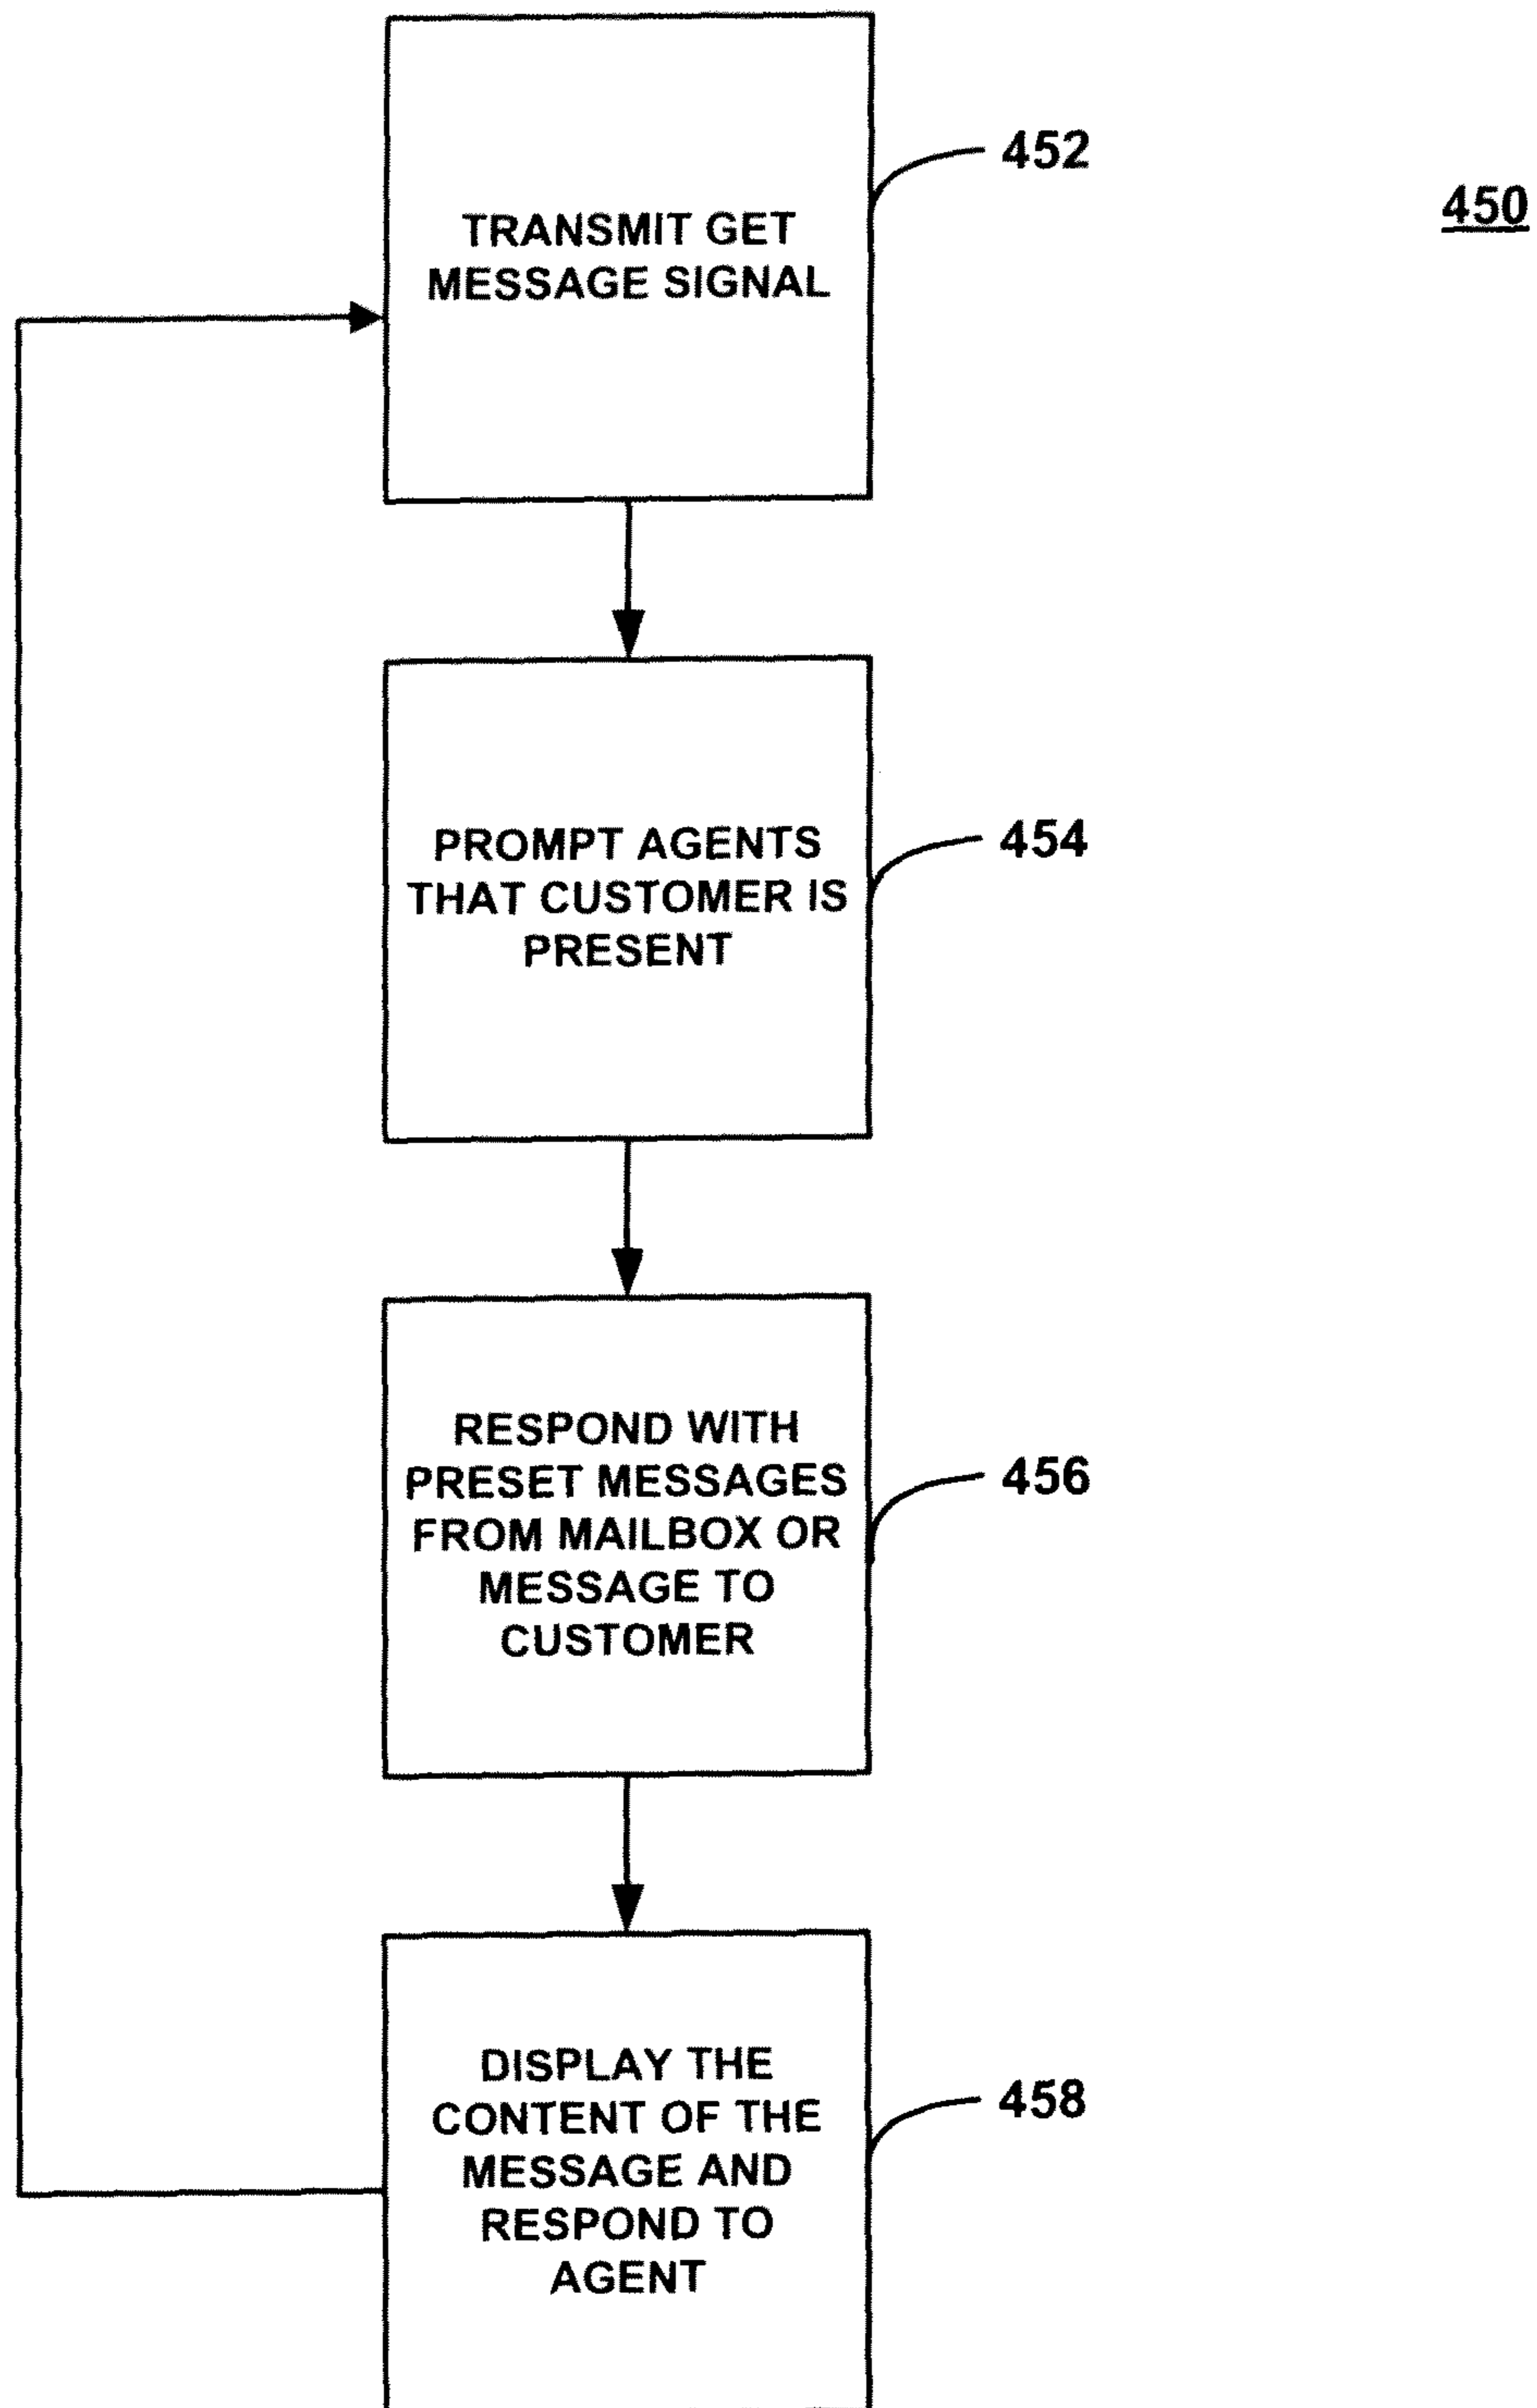 TRANSMIT GET
MESSAGE SIGNAL
452
450
PROMPT AGENTS
THAT CUSTOMER IS
PRESENT
454
RESPOND WITH
PRESET MESSAGES
FROM MAILBOX OR
MESSAGE TO
CUSTOMER
456
DISPLAY THE
CONTENT OF THE
MESSAGE AND
RESPOND TO
AGENT
458